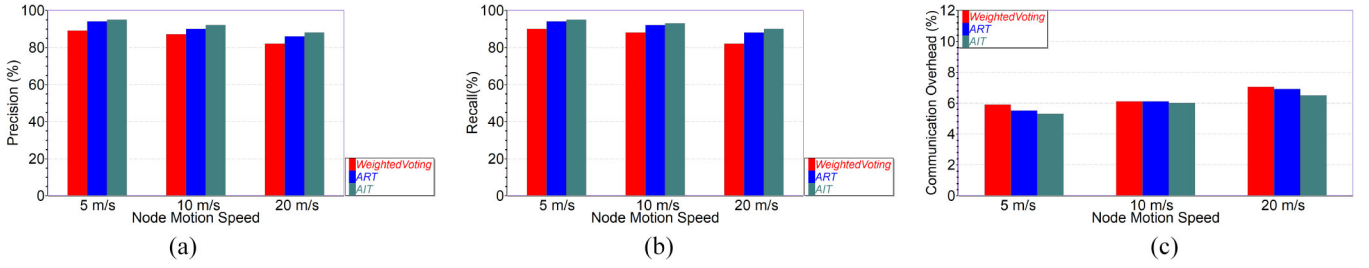 100
80
60
40
20
0
Precision (%)
5 m/s 10 m/s 20 m/s
Node Motion Speed
WeightedVoting
ART
AIT
(a)
100
80
60
40
20
0
Recall(%)
5 m/s 10 m/s 20 m/s
Node Motion Speed
WeightedVoting
ART
AIT
(b)
12
10
8
6
4
2
0
Communication Overhead (%)
WeightedVoting
ART
AIT
5 m/s 10 m/s 20 m/s
Node Motion Speed
(c)